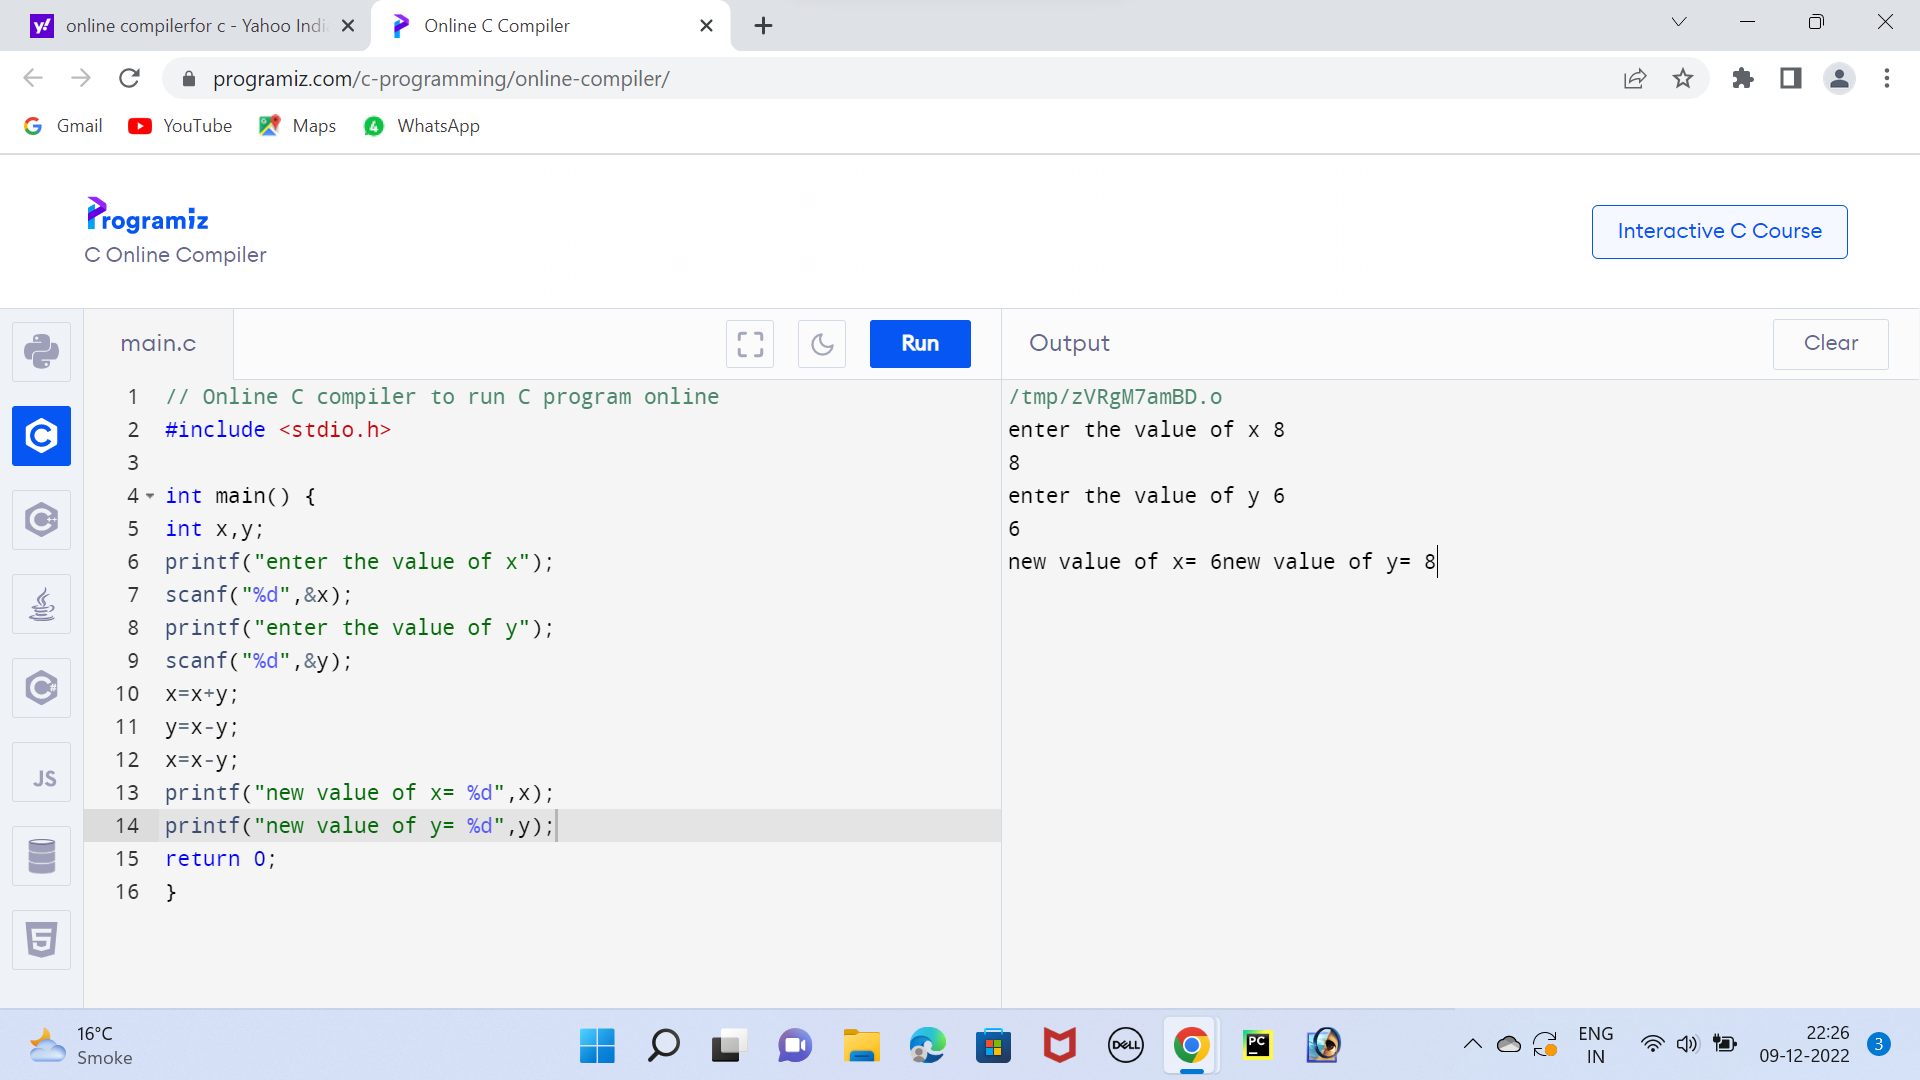 online compilerfor c - Yahoo Indi
Online C Compiler
programiz.com/c-programming/online-compiler/
Gmail
YouTube
Maps
4
WhatsApp
Programiz
C Online Compiler
Interactive C Course
main.c
Run
Output
Clear
1 // Online C compiler to run C program online
2 #include <stdio.h>
3
4 int main() {
5 int x,y;
6 printf("enter the value of x");
7 scanf("%d",&x);
8 printf("enter the value of y");
9 scanf("%d",&y);
10 x=x+y;
11 y=x-y;
12 x=x-y;
13 printf("new value of x= %d",x);
14 printf("new value of y= %d",y);
15 return 0;
16 }
/tmp/zVRgM7amBD.o
enter the value of x 8
8
enter the value of y 6
6
new value of x= 6new value of y= 8
JS
16°C
Smoke
DELL
PC
ENG
IN
22:26
09-12-2022
3